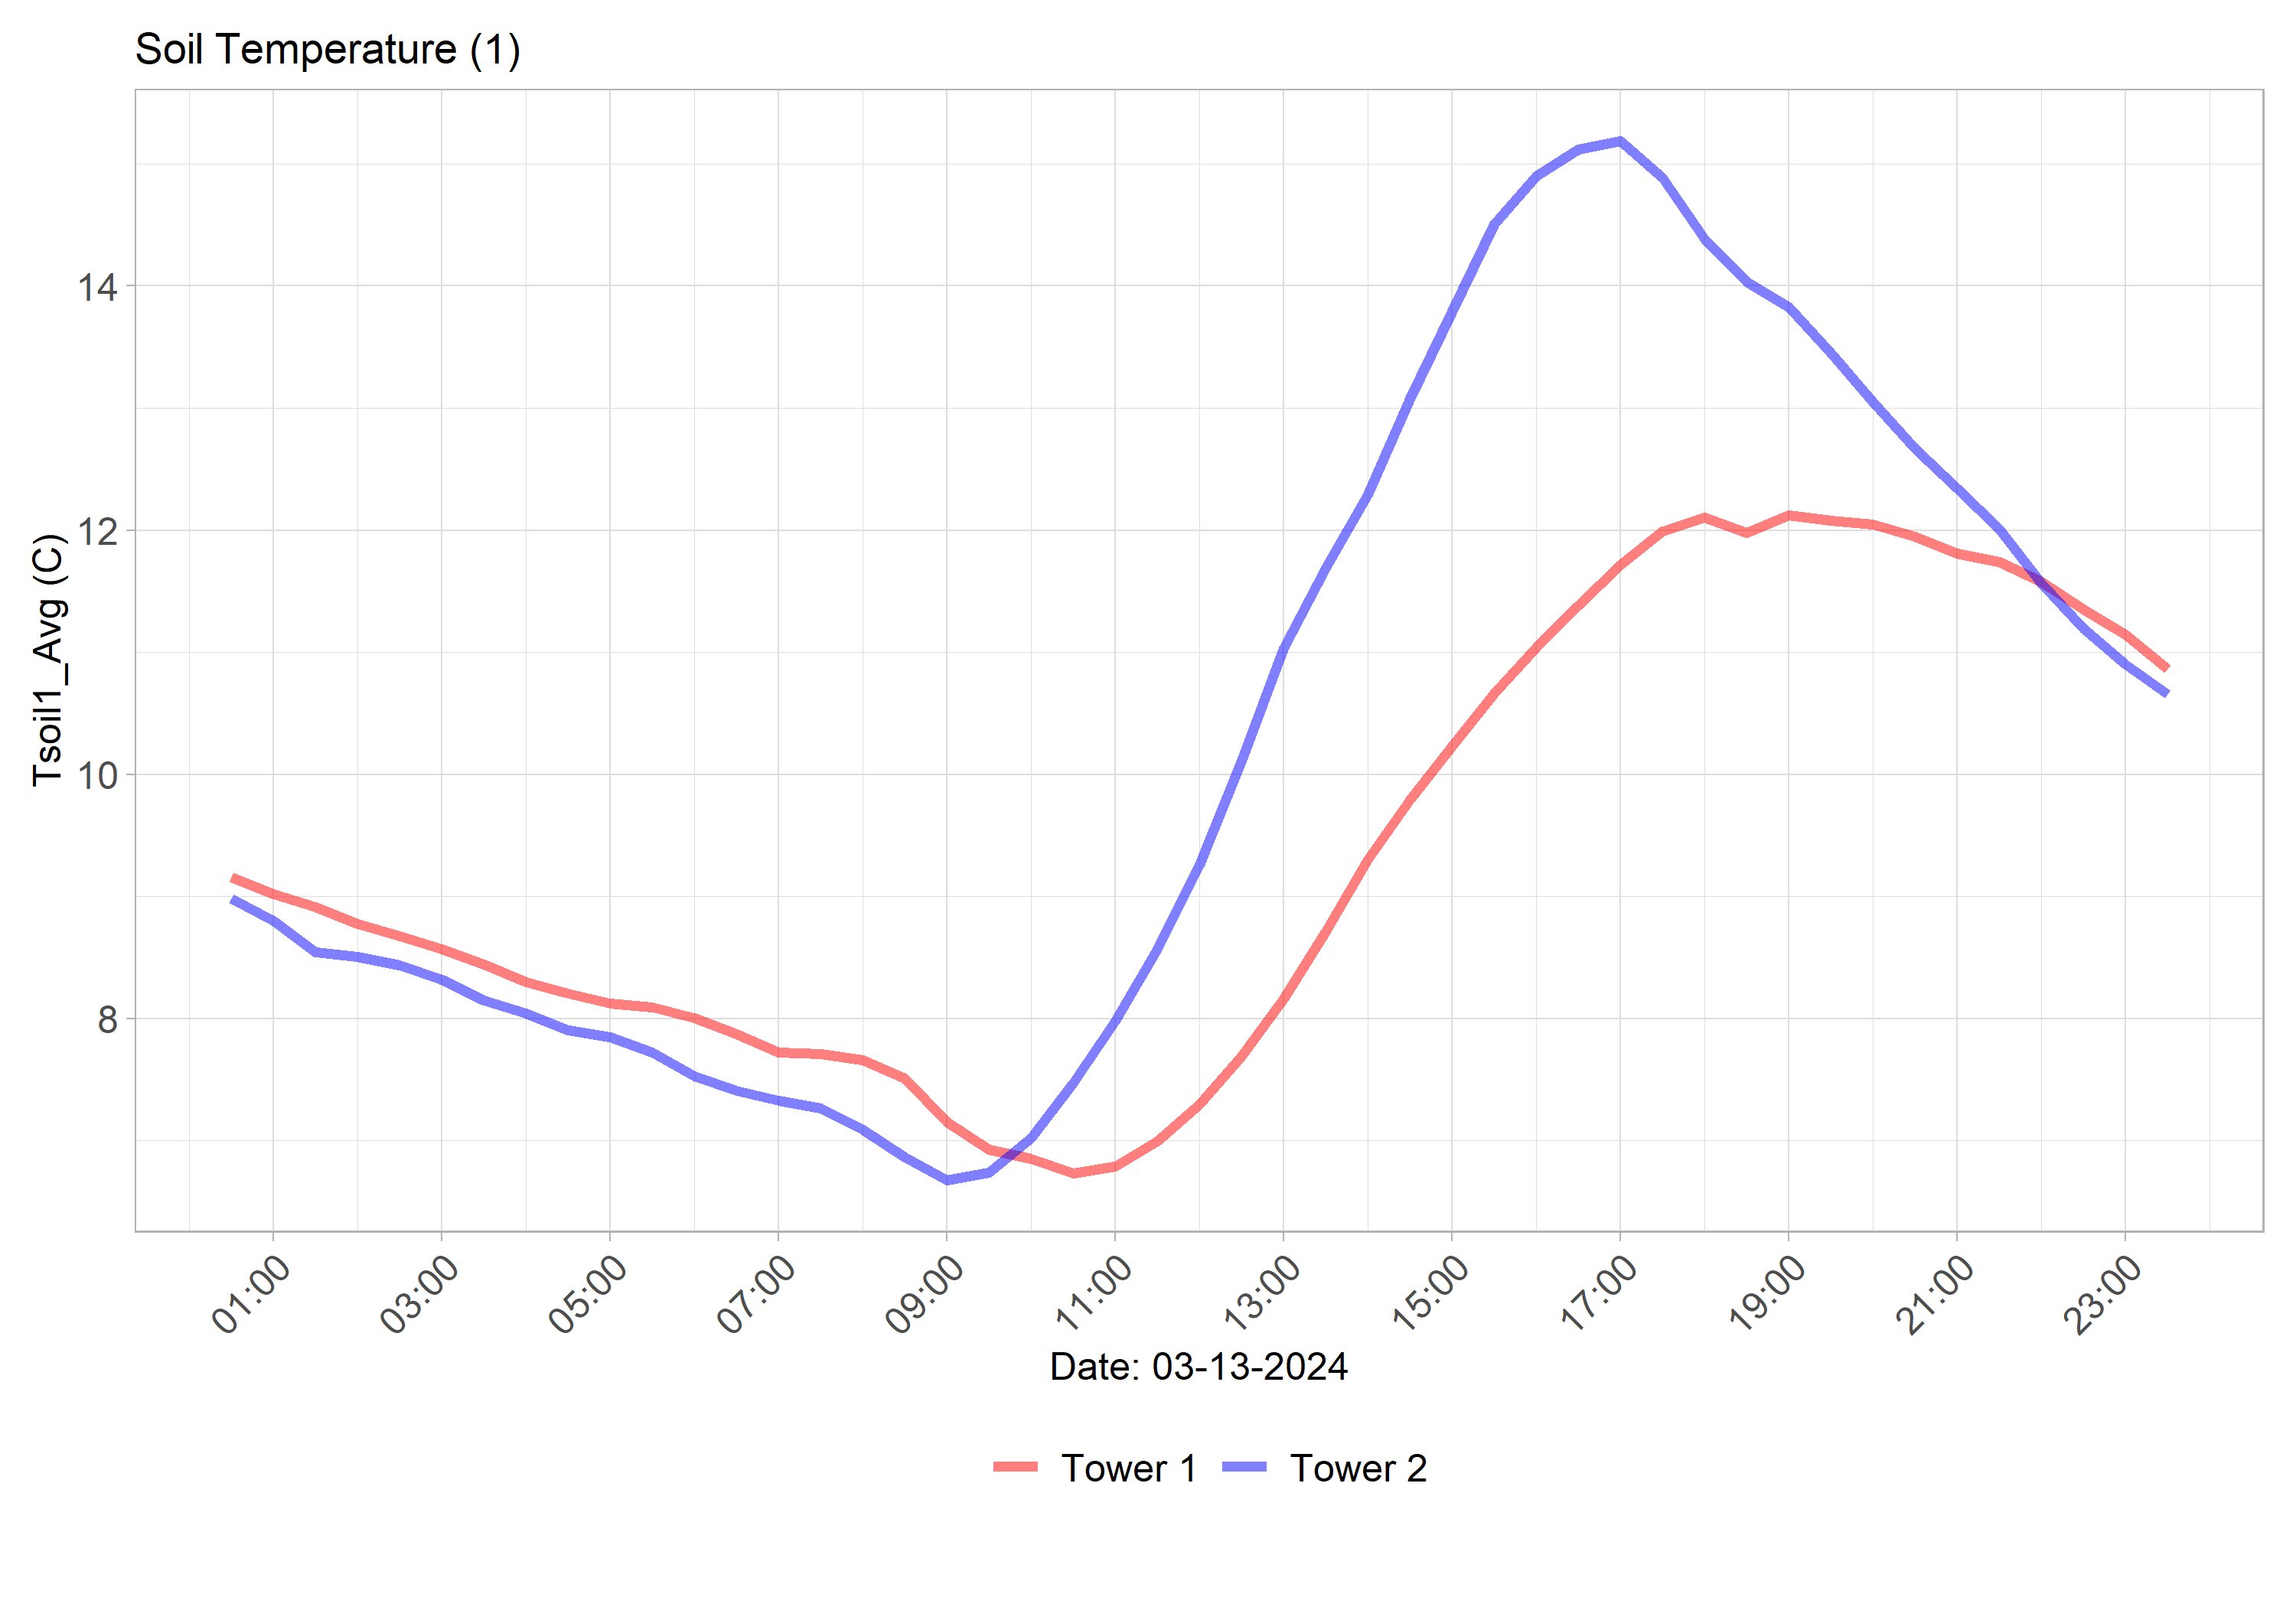 Soil Temperature (1)
Tsoil1_Avg (C)
14
12
10
8
01:00 03:00 05:00 07:00 09:00 11:00 13:00 15:00 17:00 19:00 21:00 23:00
Date: 03-13-2024
Tower 1 Tower 2